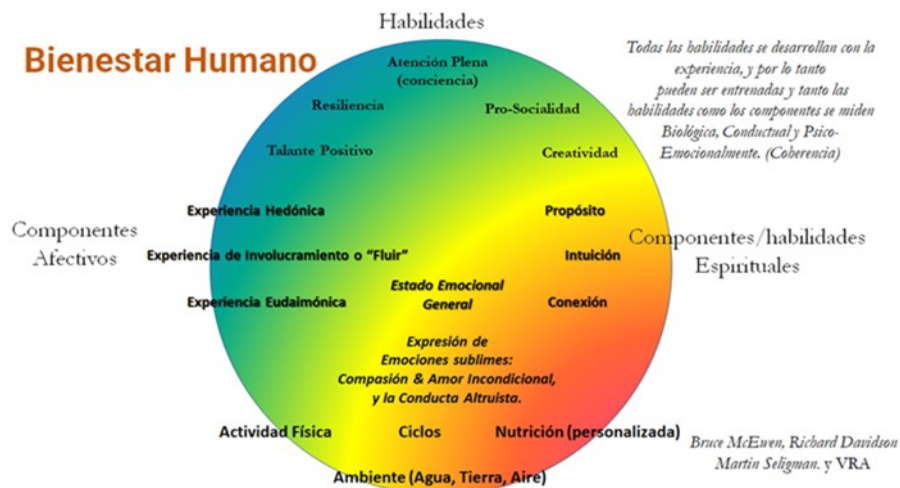 Habilidades
Bienestar Humano
Atención Plena
(conciencia)
Resiliencia
Pro-Socialidad
Talante Positivo
Creatividad
Todas las habilidades se desarrollan con la
experiencia, y por lo tanto
pueden ser entrenadas y tanto las
habilidades como los componentes se miden
Biológica, Conductual y Psico-
Emocionalmente. (Coherencia)
Componentes
Afectivos
Experiencia Hedónica
Experiencia de Involucramiento o “Fluir”
Experiencia Eudaimónica
Propósito
Intuición
Conexión
Componentes/habilidades
Espirituales
Estado Emocional
General
Expresión de
Emociones sublimes:
Compasión & Amor Incondicional,
y la Conducta Altruista.
Actividad Física
Ciclos
Nutrición (personalizada)
Ambiente (Agua, Tierra, Aire)
Bruce McEwen, Richard Davidson
Martin Seligman. y VRA